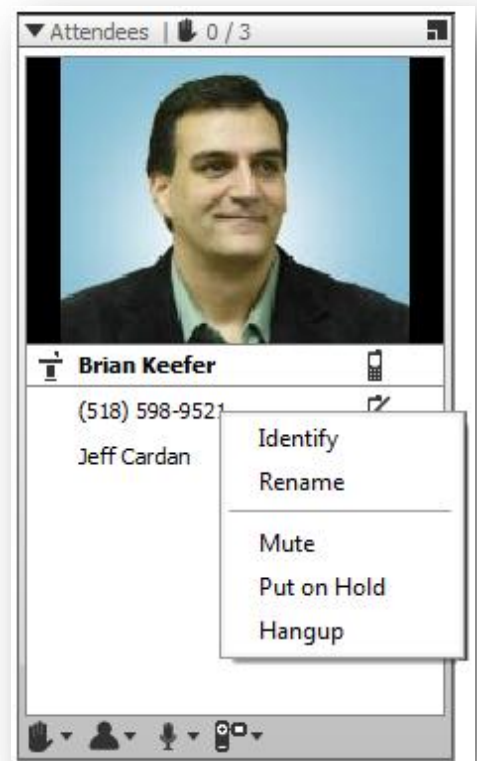 Attendees | 0 / 3
Brian Keefer
(518) 598-9521
Jeff Cardan
Identify
Rename
Mute
Put on Hold
Hangup